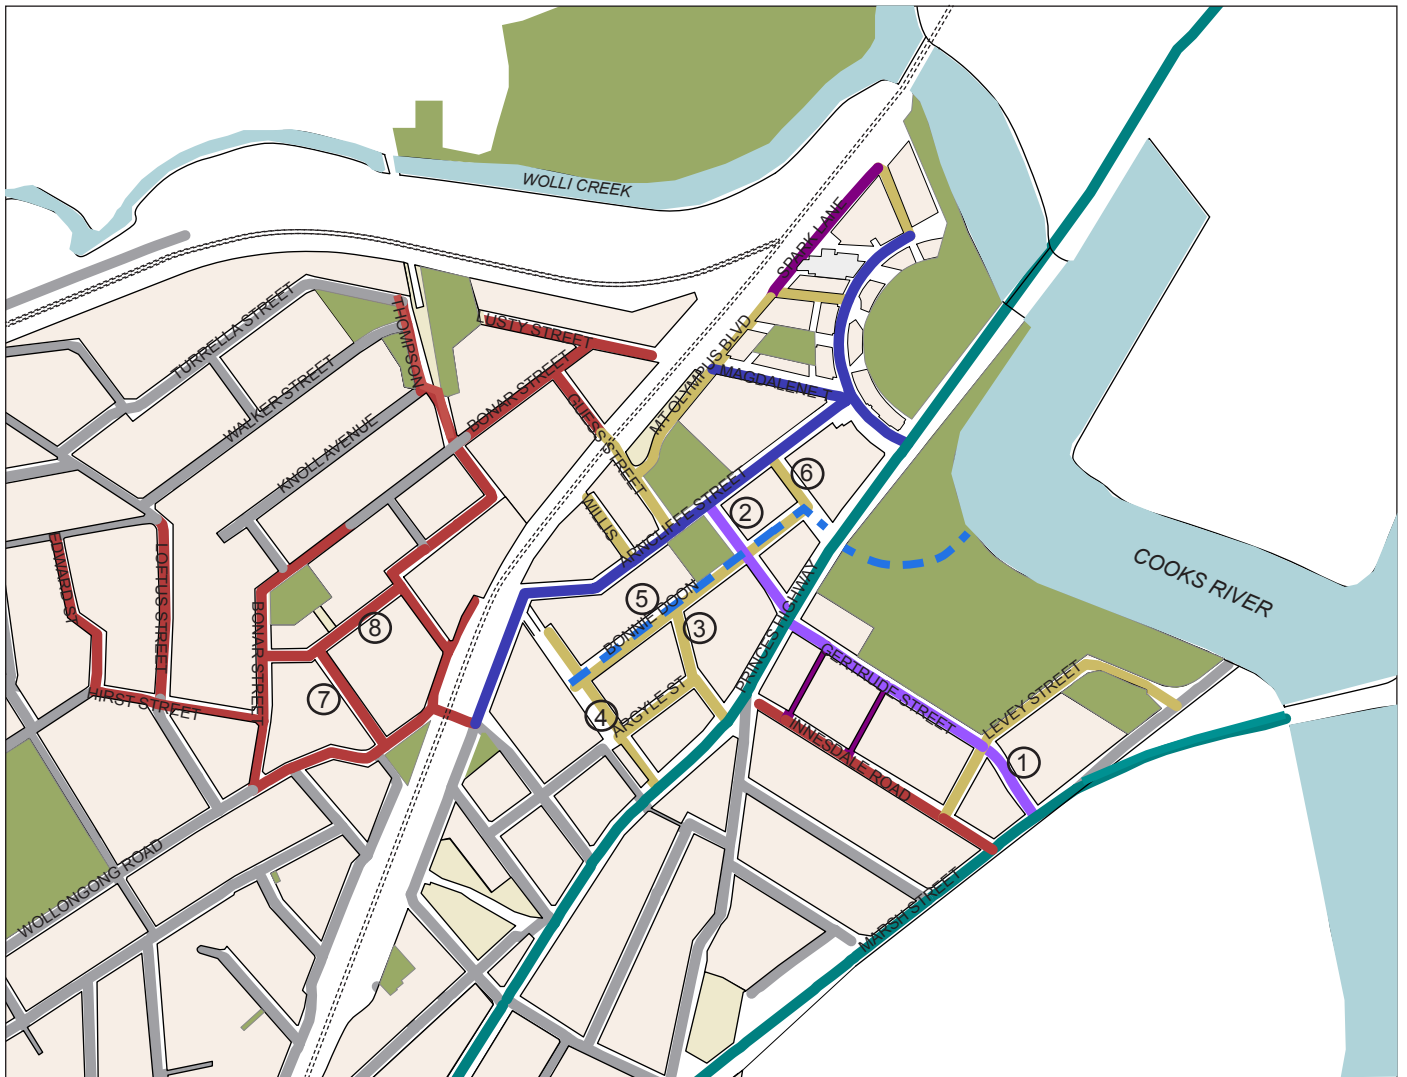 WOLLI CREEK
SPARK LANE
TURRELLA STREET
THOMPSON
LUSTY STREET
WALKER STREET
BONAR STREET
MT OLYMPUS BLVD
MAGDALENE T
KNOLL AVENUE
GUESS STREET
6
2
WILLIS
ARNCLIFFE STREET
COOKS RIVER
EDWARD ST
LOFTUS STREET
5
BONNIE DOON
PRINCES HIGHWAY
BONAR STREET
8
3
GERTRUDE STREET
LEVEY STREET
HIRST STREET
7
4
ARGYLE ST
INNESDALE ROAD
1
WOLLONGONG ROAD
MARSH STREET